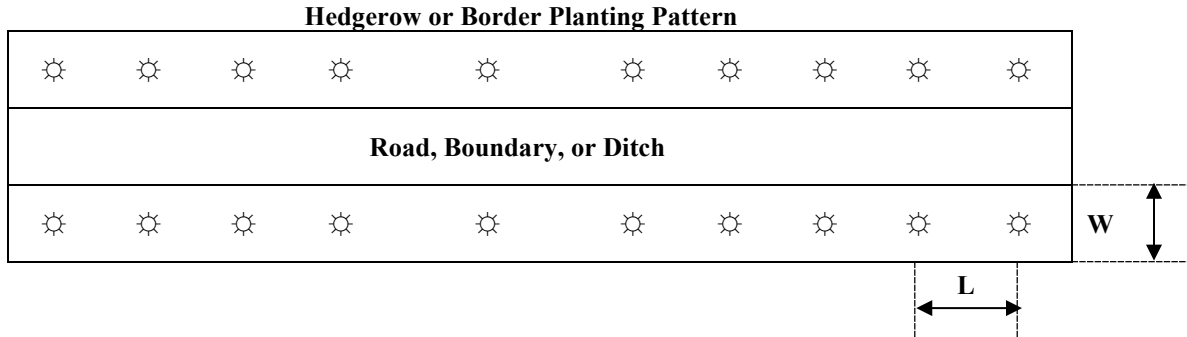 Hedgerow or Border Planting Pattern
Road, Boundary, or Ditch
W
L